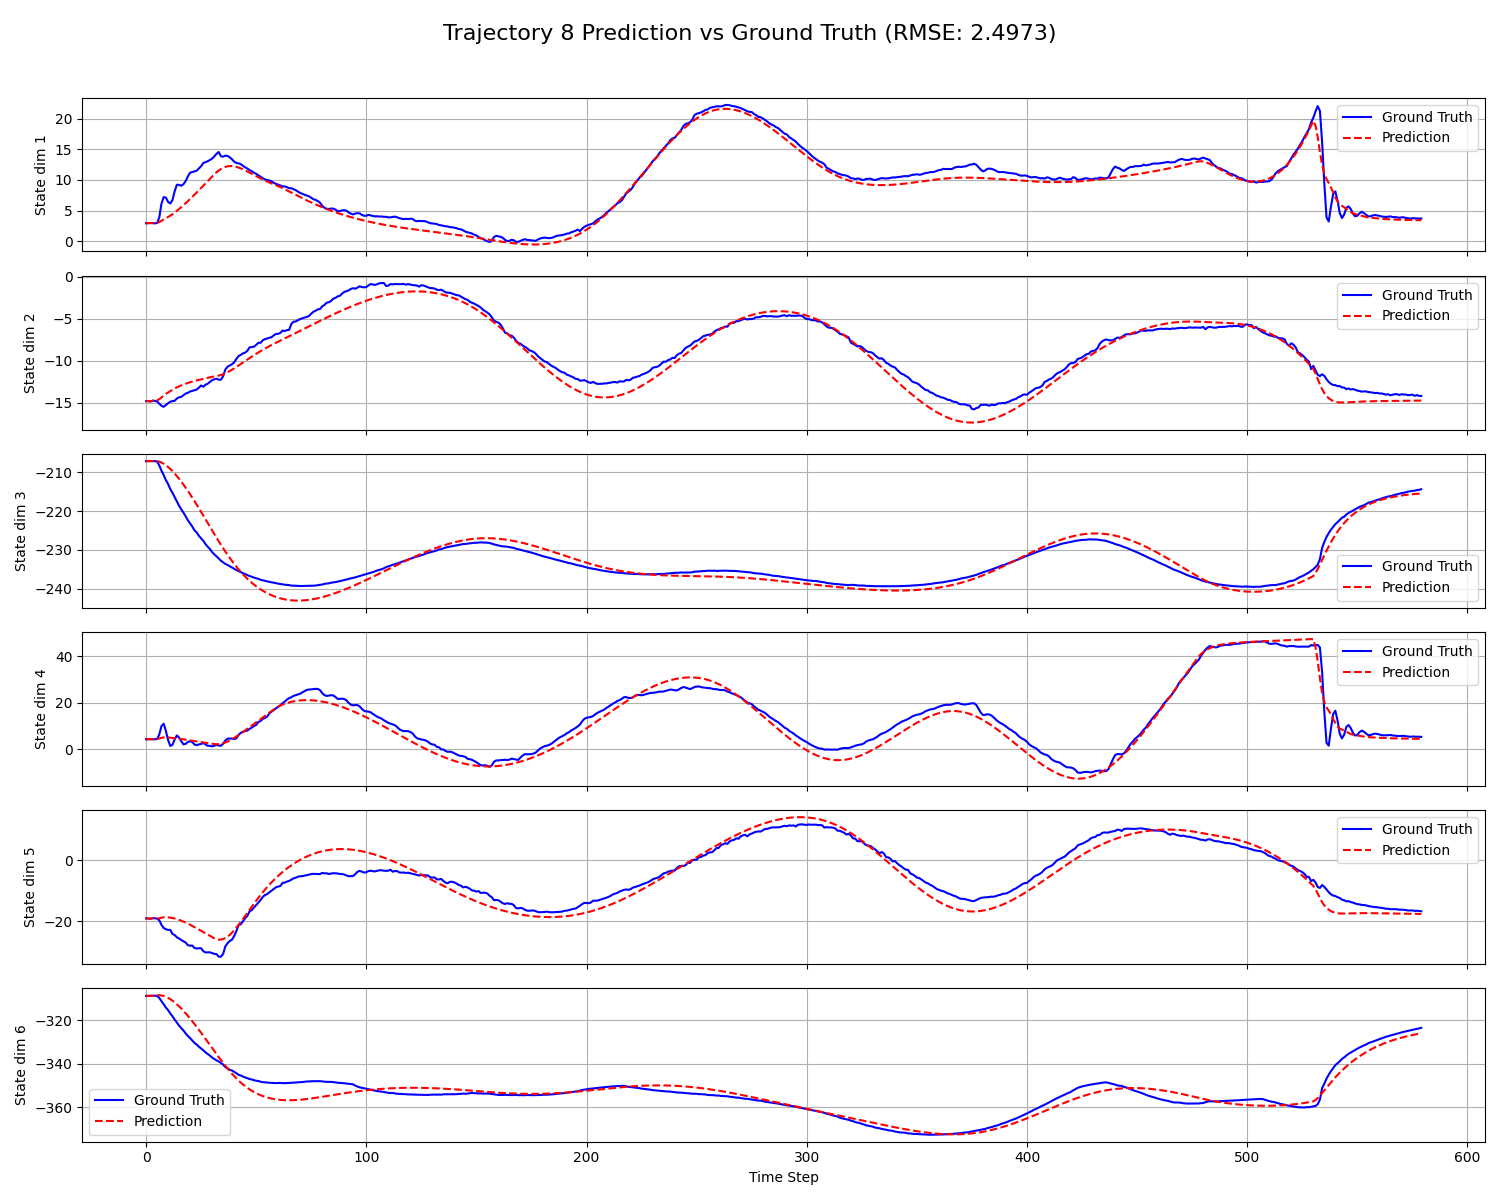 Trajectory 8 Prediction vs Ground Truth (RMSE: 2.4973)
State dim 1
20
15
10
5
0
Ground Truth
Prediction
State dim 2
0
−5
−10
−15
Ground Truth
Prediction
State dim 3
−210
−220
−230
−240
Ground Truth
Prediction
State dim 4
40
20
0
Ground Truth
Prediction
State dim 5
0
−20
Ground Truth
Prediction
State dim 6
−320
−340
−360
Ground Truth
Prediction
0 100 200 300 400 500 600
Time Step